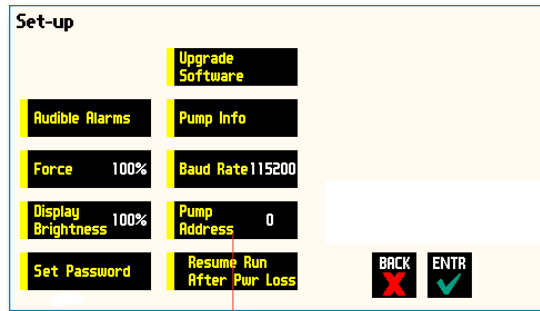 Set-up
Upgrade
Software
Audible Alarms
Pump Info
Force 100%
Baud Rate 115200
Display
Brightness 100%
Pump
Address 0
Set Password
Resume Run
After Pwr Loss
BACK
ENTR